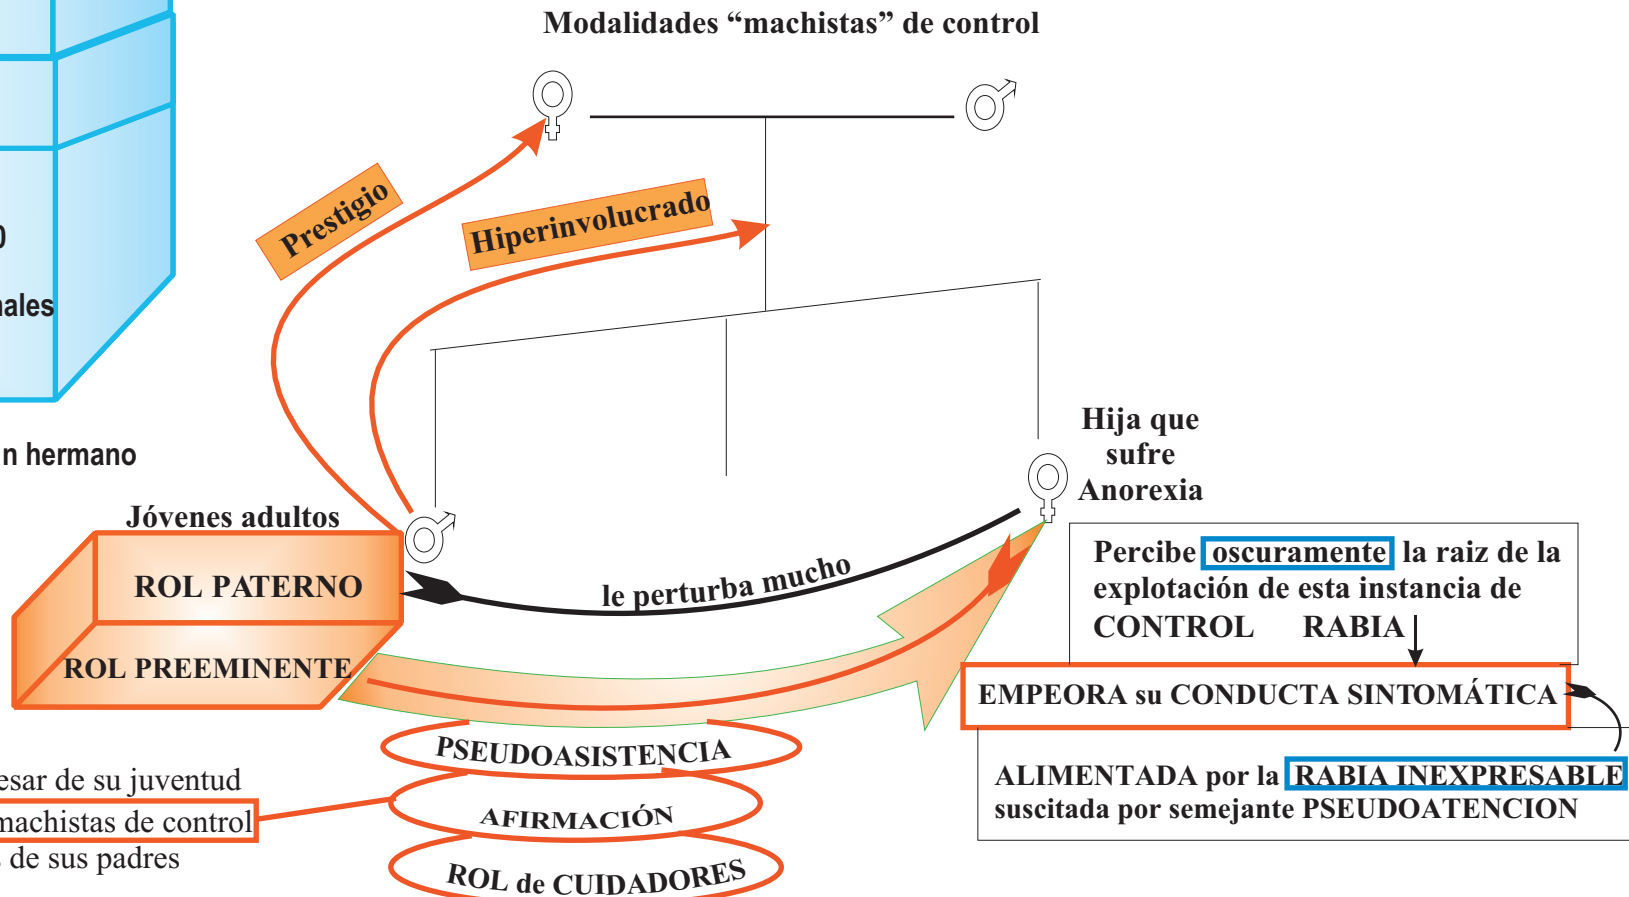 Modalidades “machistas” de control
Prestigio
Hiperinvolucrado
n hermano
Jóvenes adultos
ROL PATERNO
ROL PREEMINENTE
Hija que
sufre
Anorexia
le perturba mucho
Percibe oscuramente la raiz de la
explotación de esta instancia de
CONTROL RABIA
EMPEORA su CONDUCTA SINTOMÁTICA
ALIMENTADA por la RABIA INEXPRESABLE
suscitada por semejante PSEUDOATENCION
PSEUDOASISTENCIA
AFIRMACIÓN
ROL de CUIDADORES
de su juventud
machistas de control
de sus padres